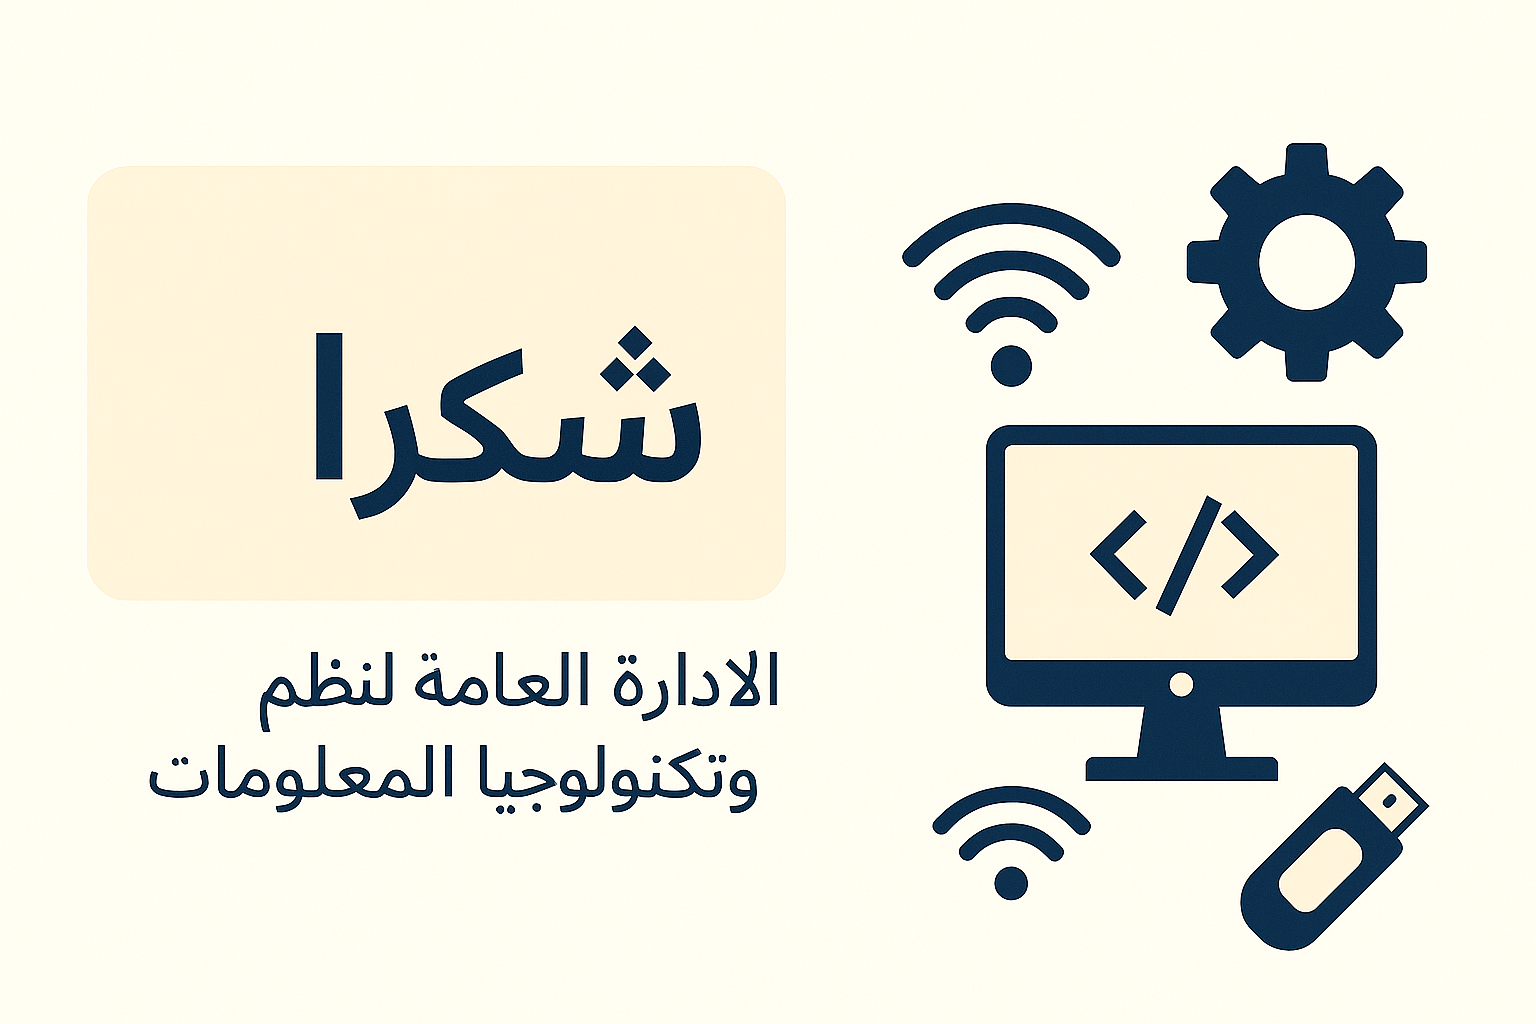 شكرا
الادارة العامة لنظم
وتكنولوجيا المعلومات
</>